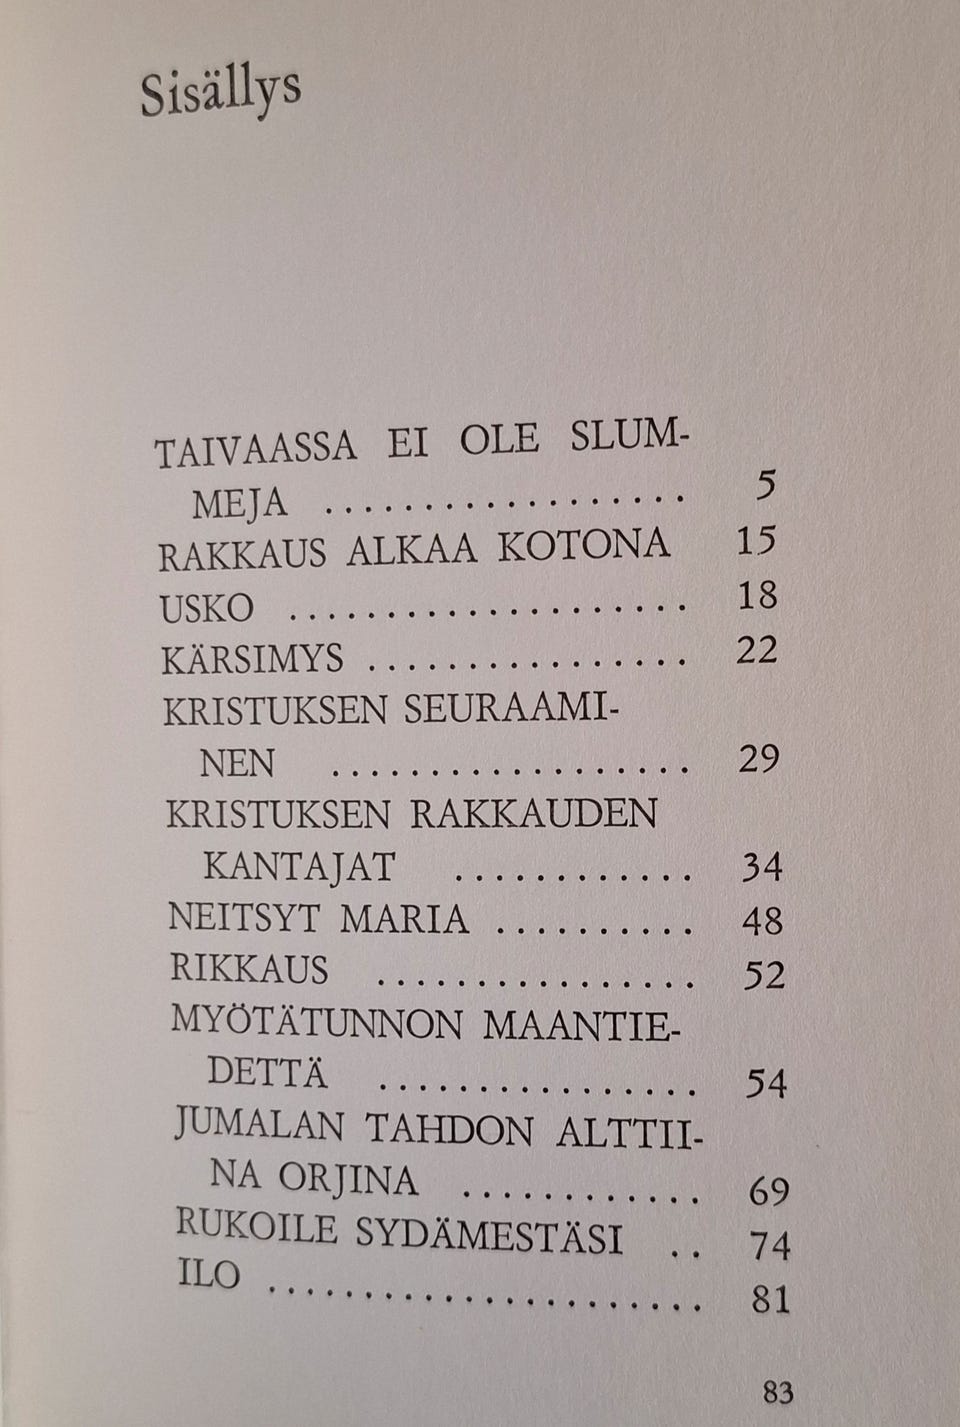 Sisällys
TAIVAASSA EI OLE SLUM-
MEJA .................. 5
RAKKAUS ALKAA KOTONA 15
USKO .................... 18
KÄRSIMYS ................ 22
KRISTUKSEN SEURAAMI-
NEN .................. 29
KRISTUKSEN RAKKAUDEN
KANTAJAT ............ 34
NEITSYT MARIA .......... 48
RIKKAUS ................ 52
MYÖTÄTUNNON MAANTIE-
DETTÄ ................ 54
JUMALAN TAHDON ALTTII-
NA ORJINA ............ 69
RUKOILE SYDÄMESTÄSI .. 74
ILO ...................... 81
83